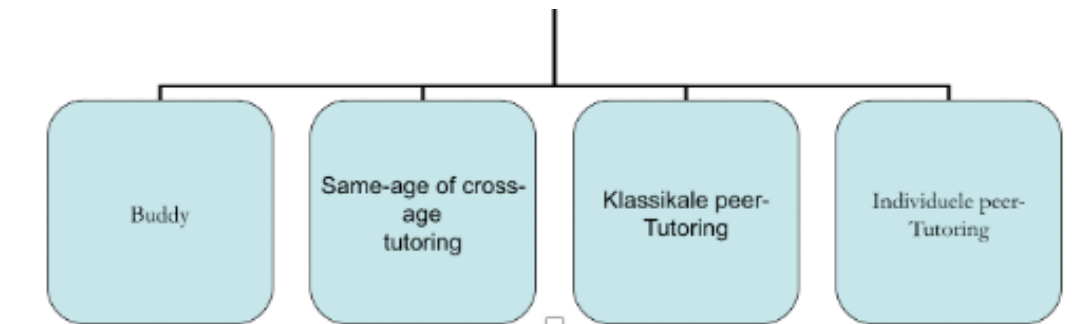 Buddy
Same-age of cross-
age
tutoring
Klassikale peer-
Tutoring
Individuele peer-
Tutoring